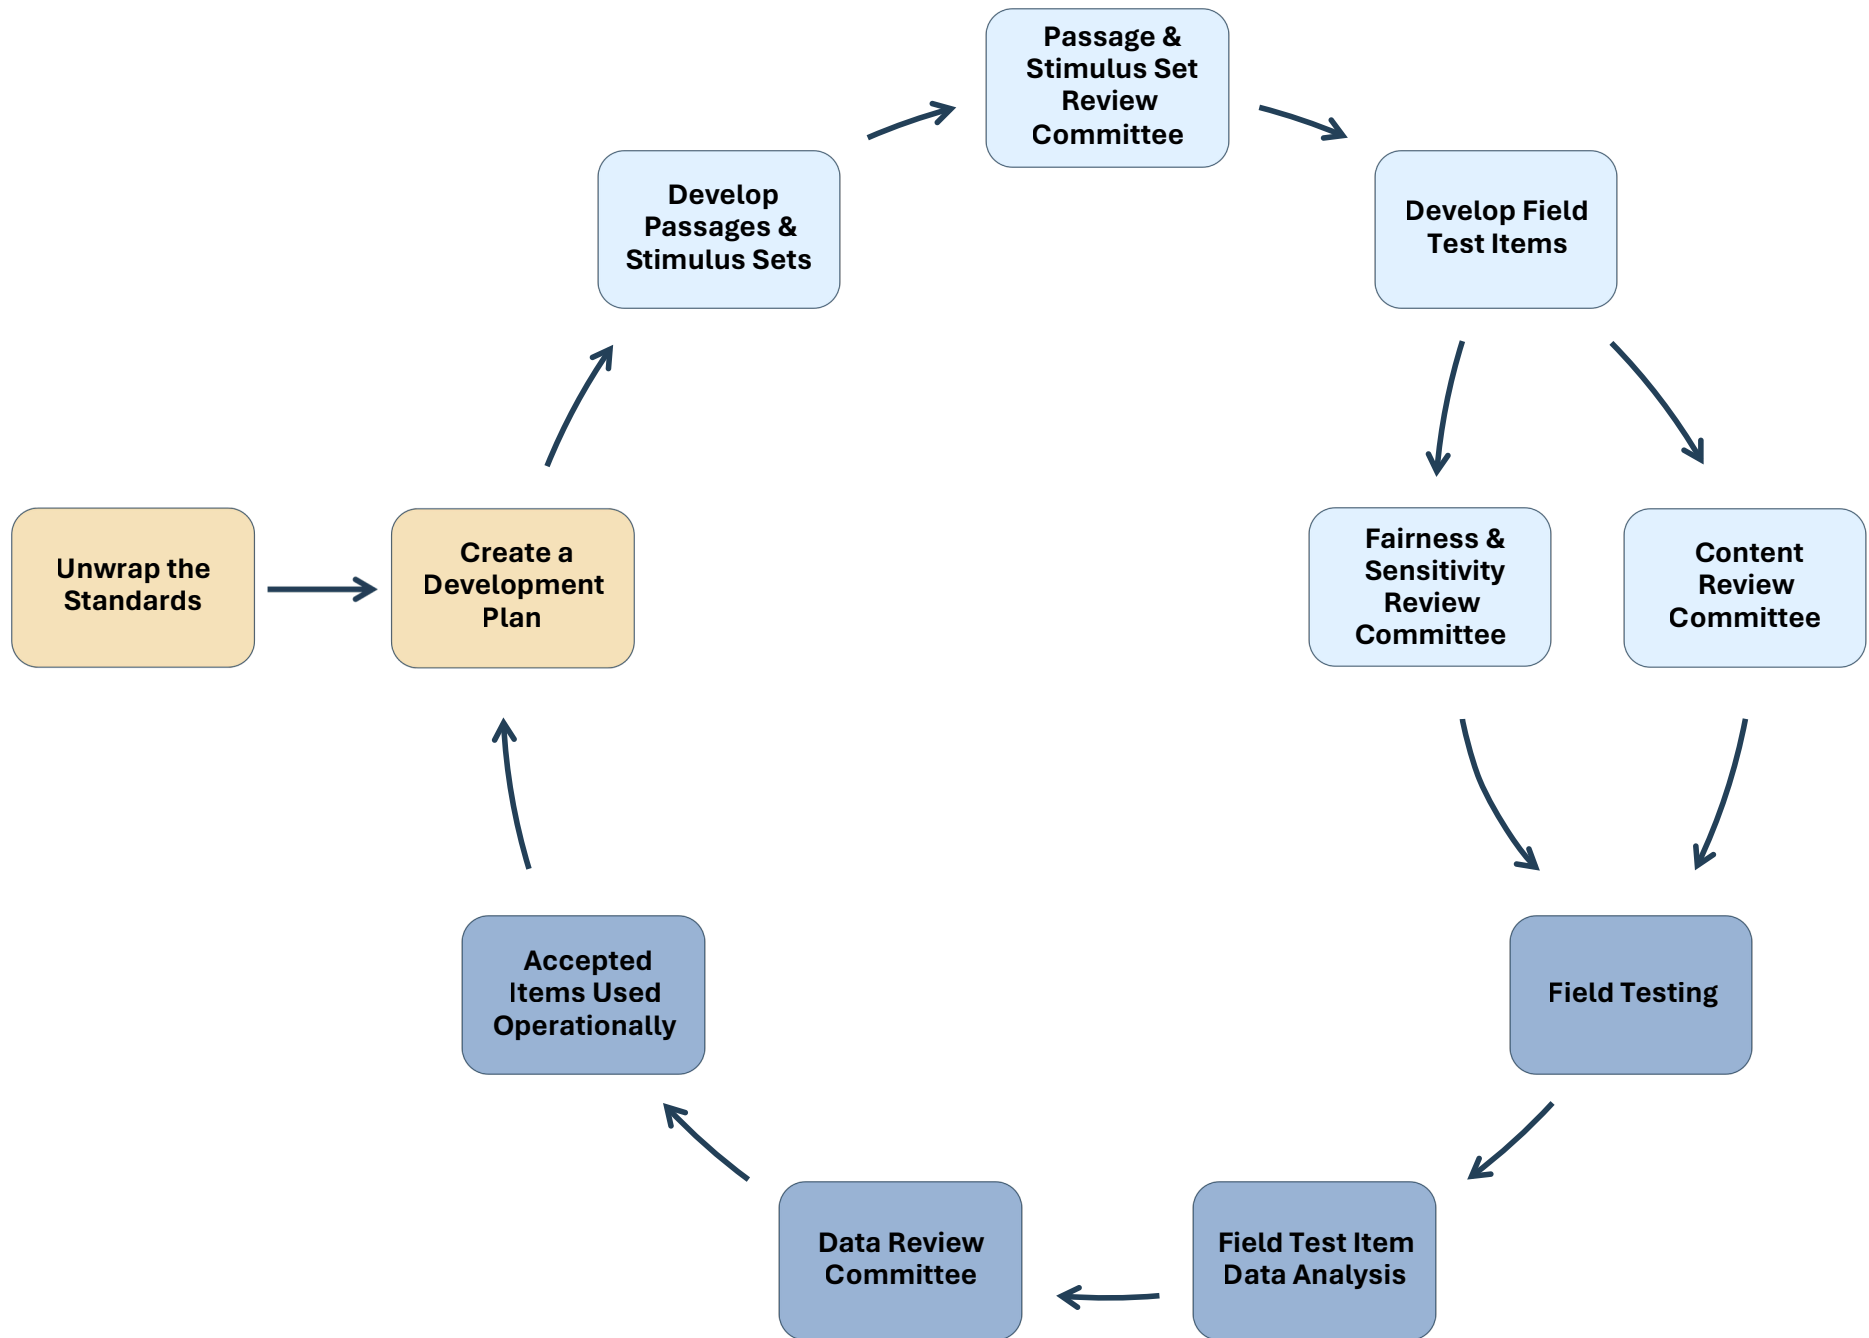 Passage &
Stimulus Set
Review
Committee
Develop
Passages &
Stimulus Sets
Develop Field
Test Items
Unwrap the
Standards
Create a
Development
Plan
Fairness &
Sensitivity
Review
Committee
Content
Review
Committee
Accepted
Items Used
Operationally
Field Testing
Data Review
Committee
Field Test Item
Data Analysis